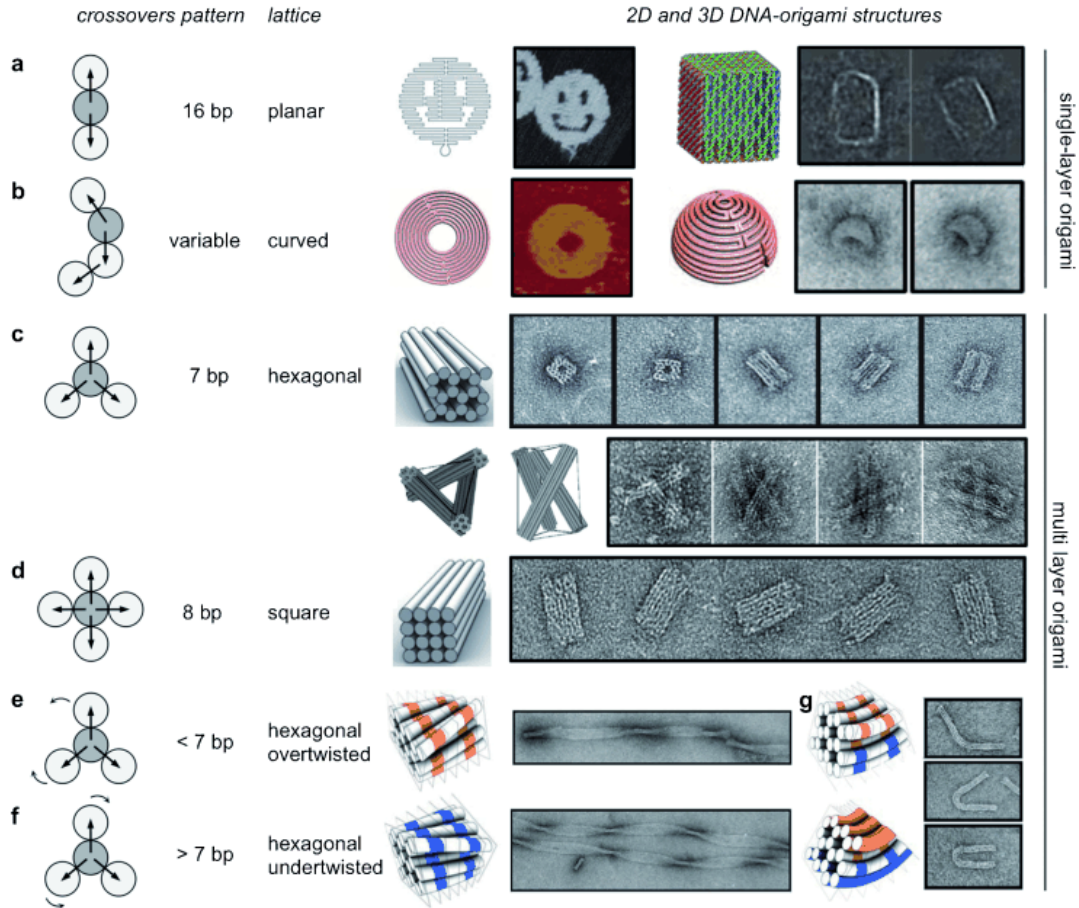 crossovers pattern lattice 2D and 3D DNA-origami structures
a 16 bp planar
single-layer origami
b variable curved
c 7 bp hexagonal
multi layer origami
d 8 bp square
e < 7 bp hexagonal
overtwisted
g
f > 7 bp hexagonal
undertwisted